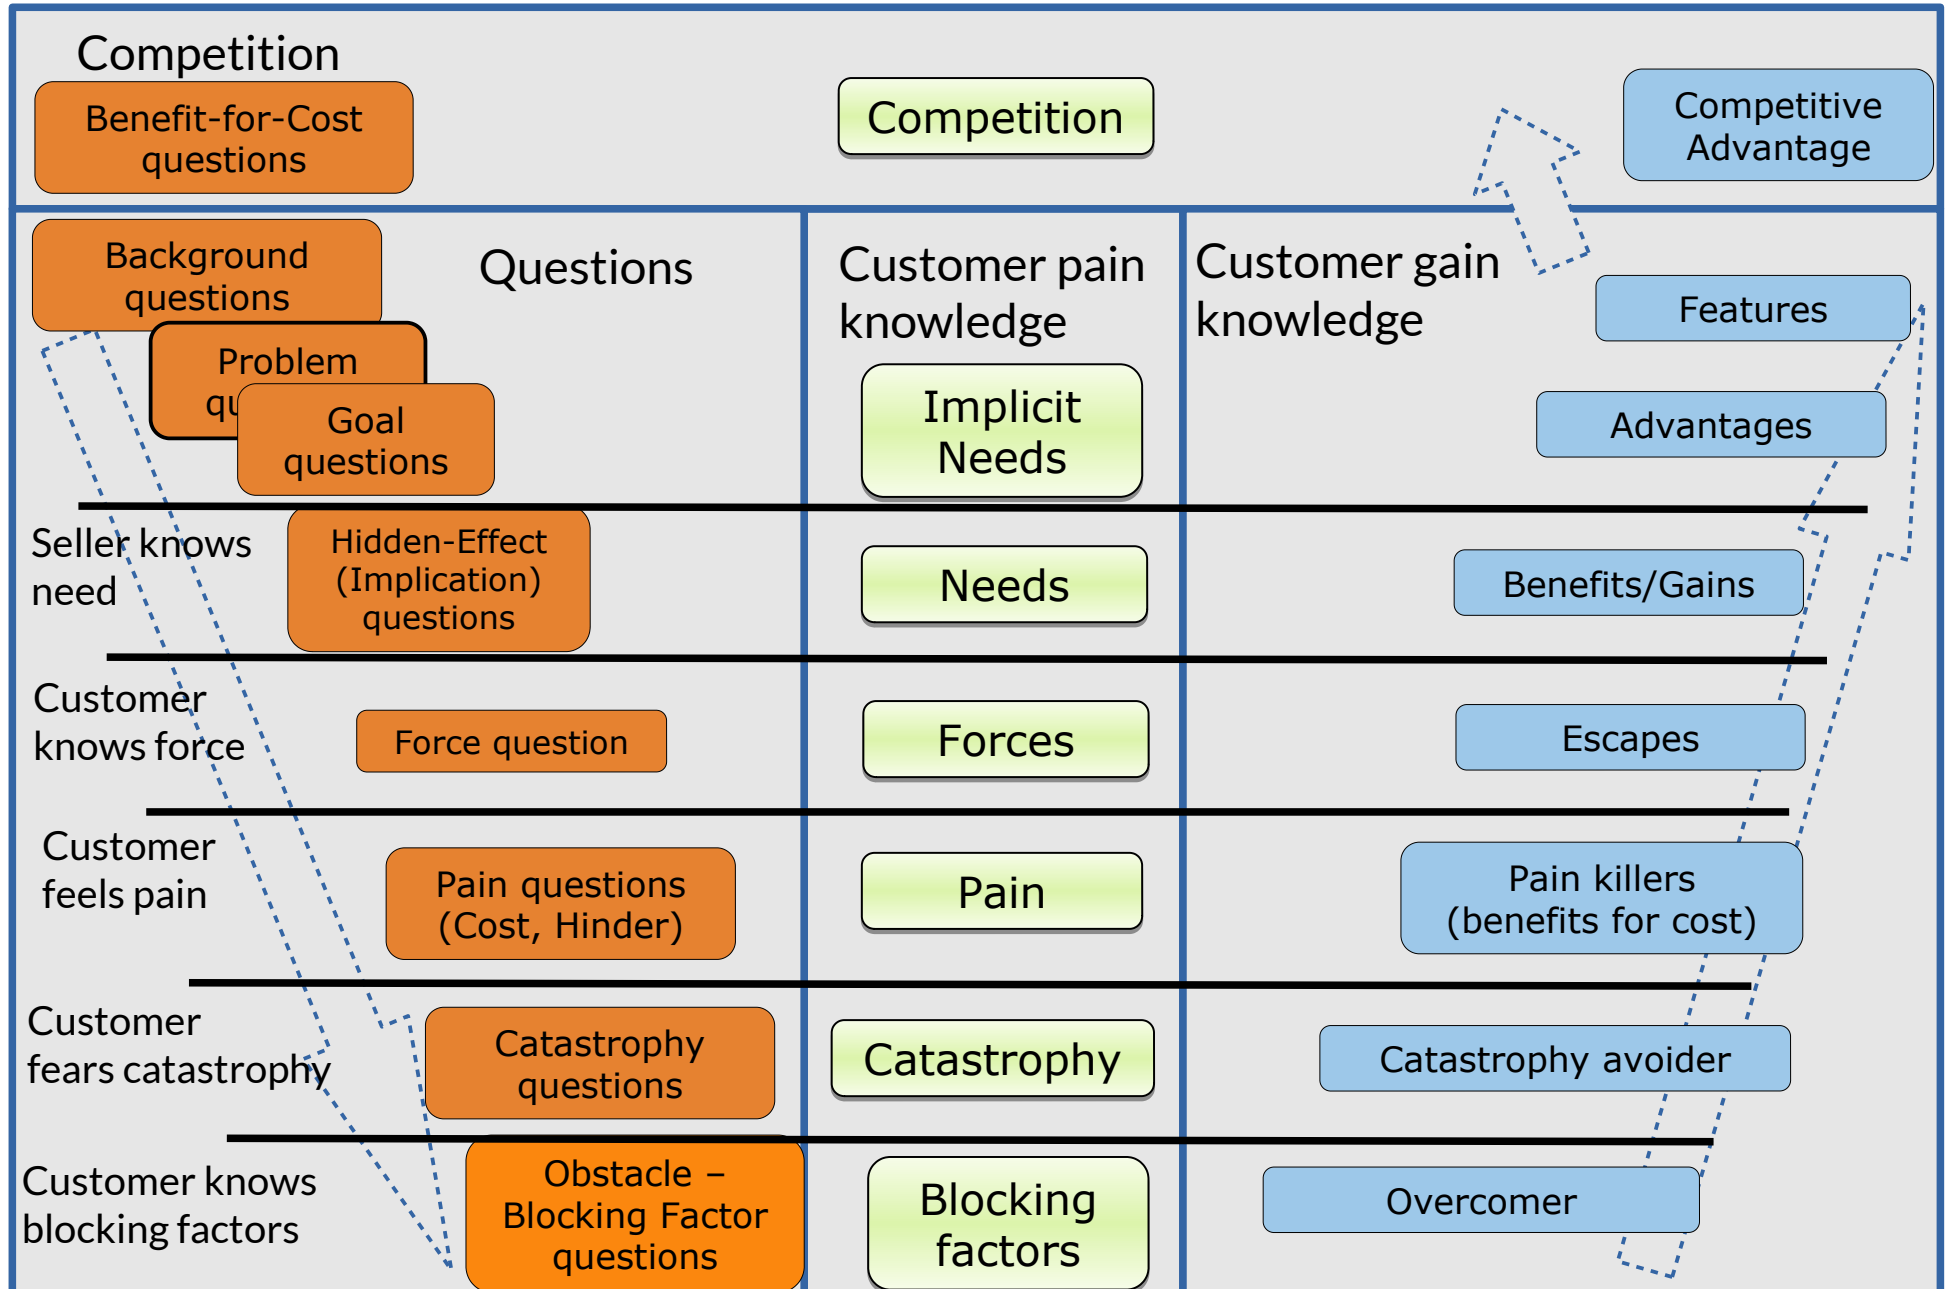 Competition
Benefit-for-Cost
questions
Competition
Competitive
Advantage
Background
questions
Questions
Customer pain
knowledge
Customer gain
knowledge
Features
Problem
qu
Goal
questions
Implicit
Needs
Advantages
Seller knows
need
Hidden-Effect
(Implication)
questions
Needs
Benefits/Gains
Customer
knows force
Force question
Forces
Escapes
Customer
feels pain
Pain questions
(Cost, Hinder)
Pain
Pain killers
(benefits for cost)
Customer
fears catastrophy
Catastrophy
questions
Catastrophy
Catastrophy avoider
Customer knows
blocking factors
Obstacle –
Blocking Factor
questions
Blocking
factors
Overcomer